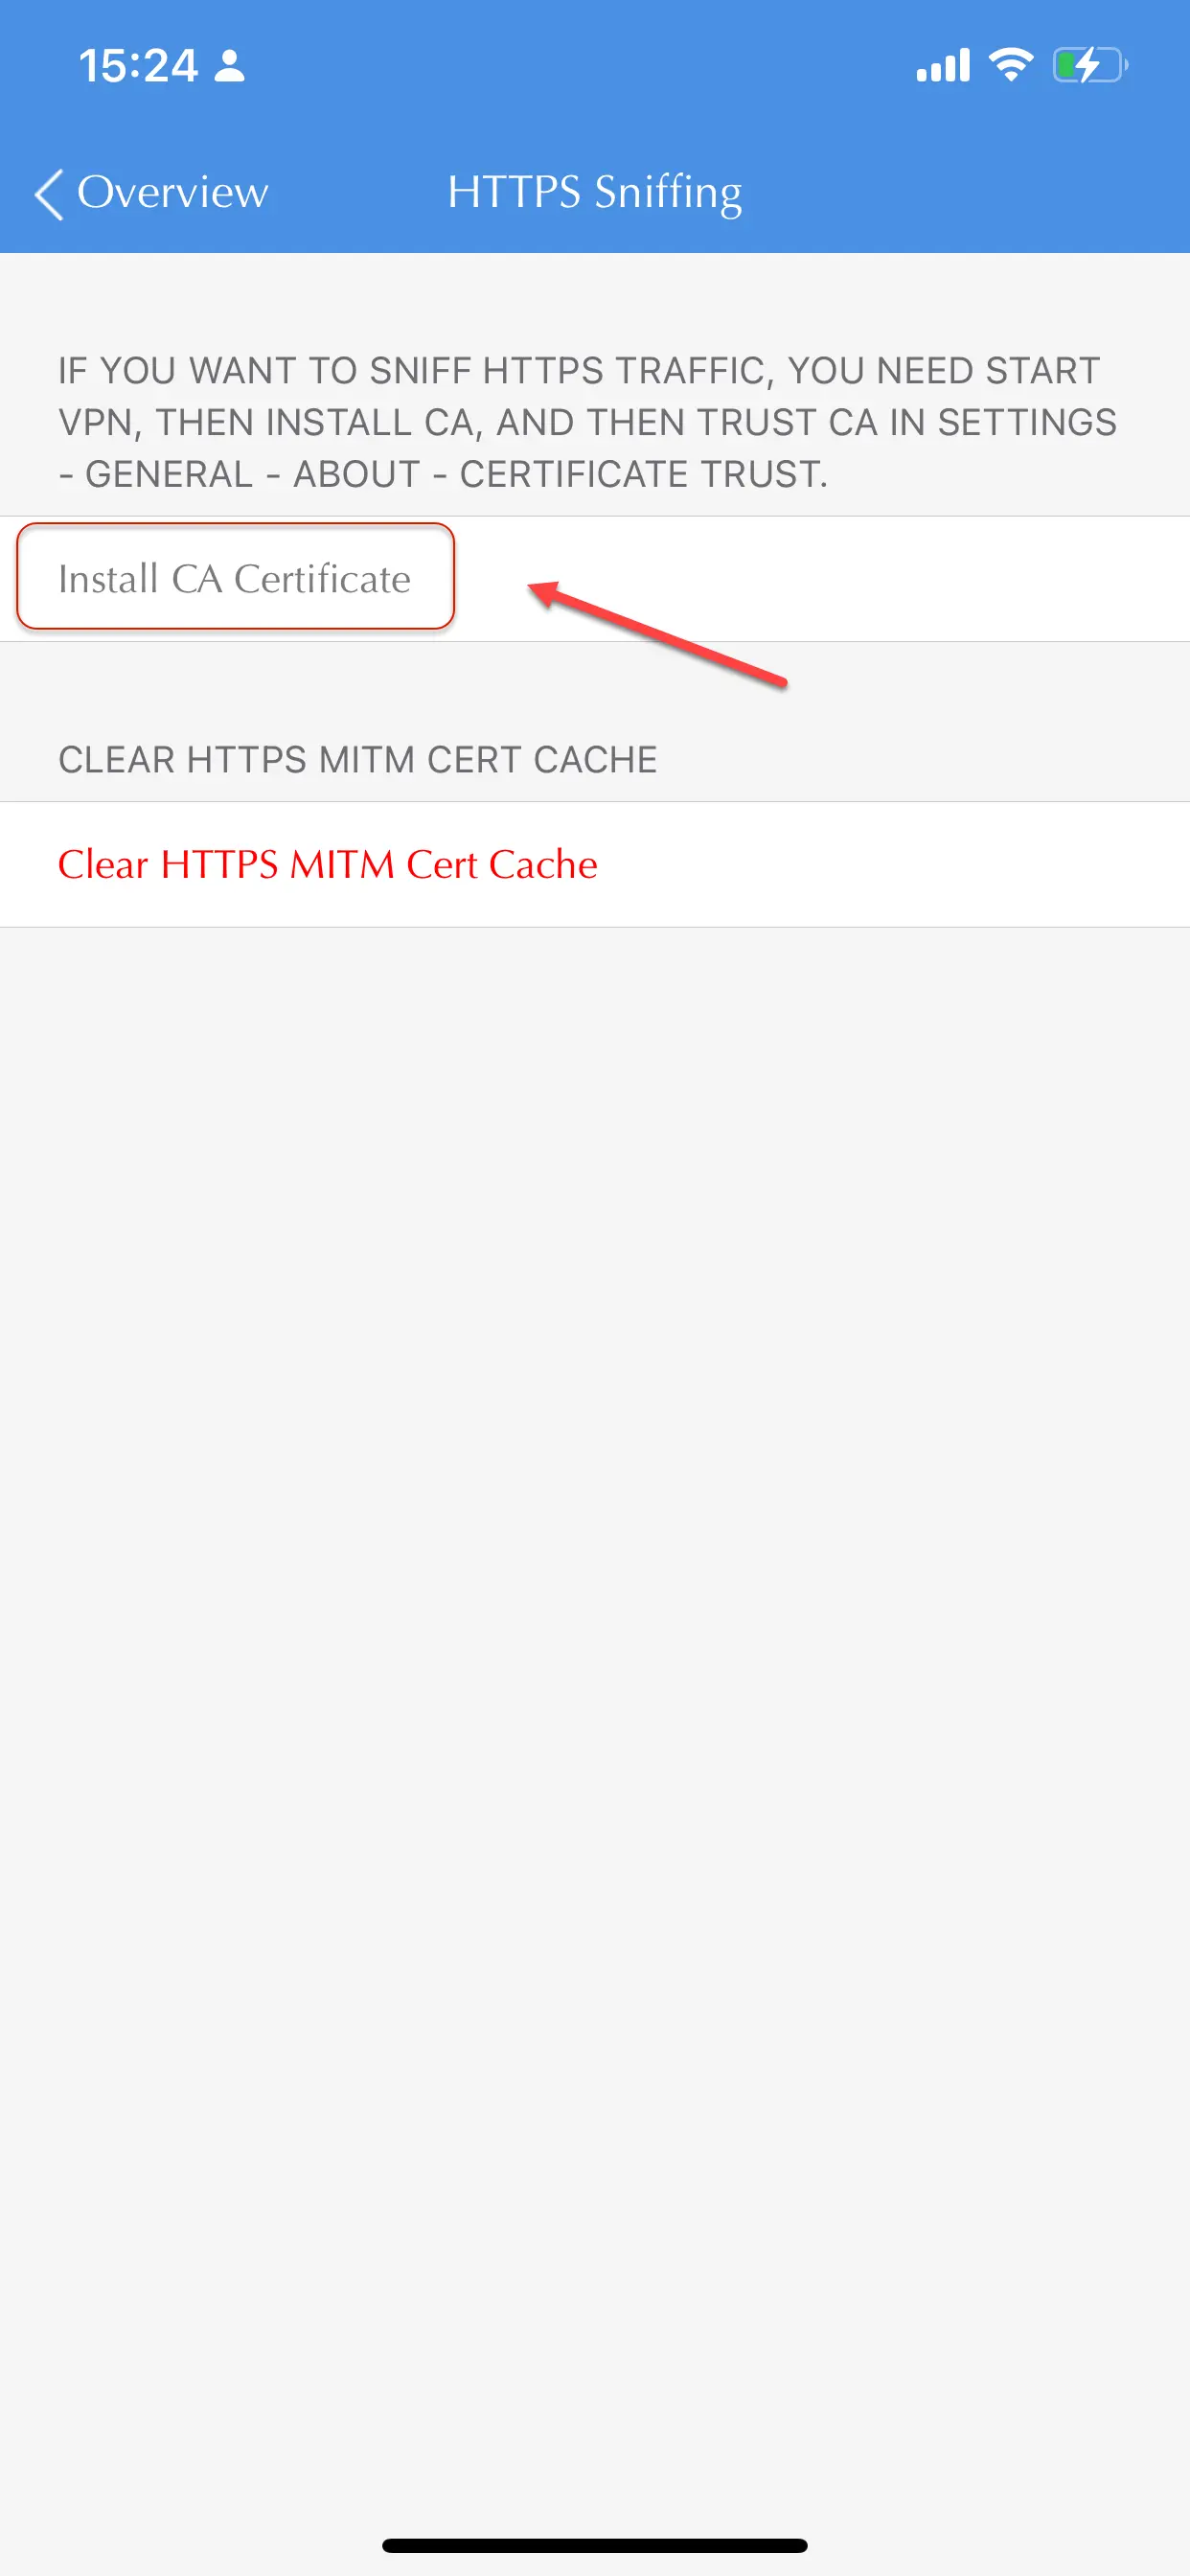 15:24
Overview
HTTPS Sniffing
IF YOU WANT TO SNIFF HTTPS TRAFFIC, YOU NEED START
VPN, THEN INSTALL CA, AND THEN TRUST CA IN SETTINGS
- GENERAL - ABOUT - CERTIFICATE TRUST.
Install CA Certificate
CLEAR HTTPS MITM CERT CACHE
Clear HTTPS MITM Cert Cache